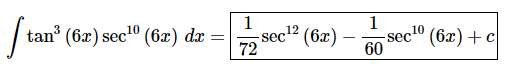 ∫ tan³ (6x) sec¹⁰ (6x) dx = 1/72 sec¹² (6x) − 1/60 sec¹⁰ (6x) + c